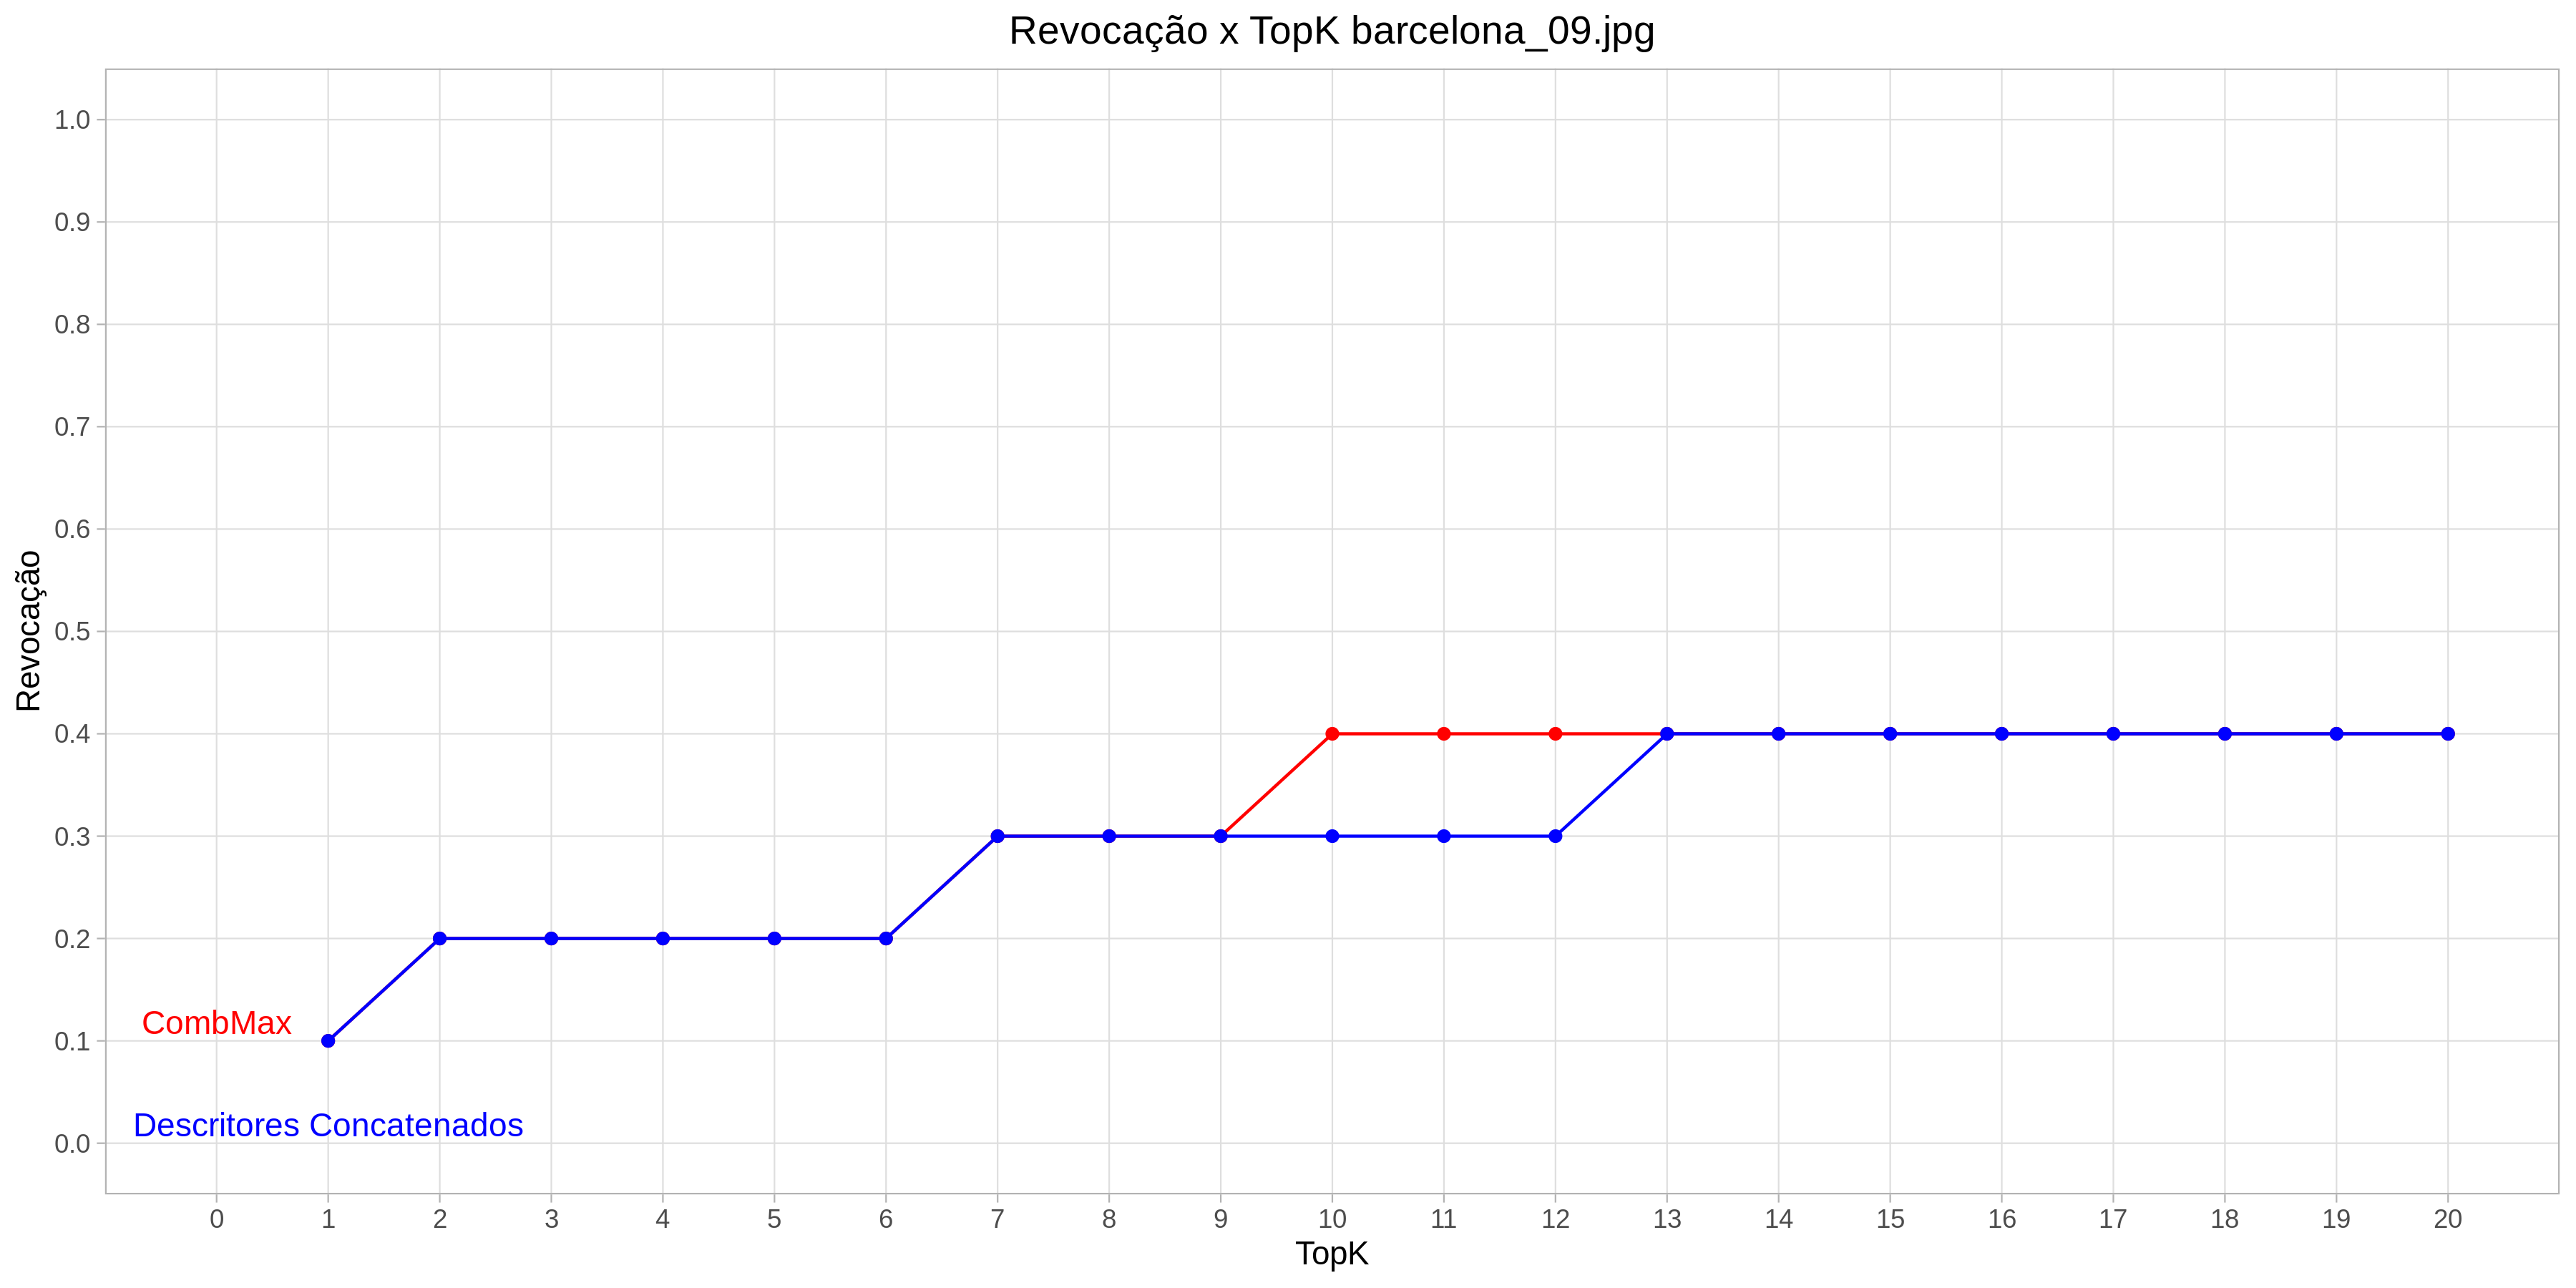 Revocação x TopK barcelona_09.jpg
1.0
0.9
0.8
0.7
0.6
0.5
0.4
0.3
0.2
0.1
0.0
Revocação
CombMax
Descritores Concatenados
0 1 2 3 4 5 6 7 8 9 10 11 12 13 14 15 16 17 18 19 20
TopK